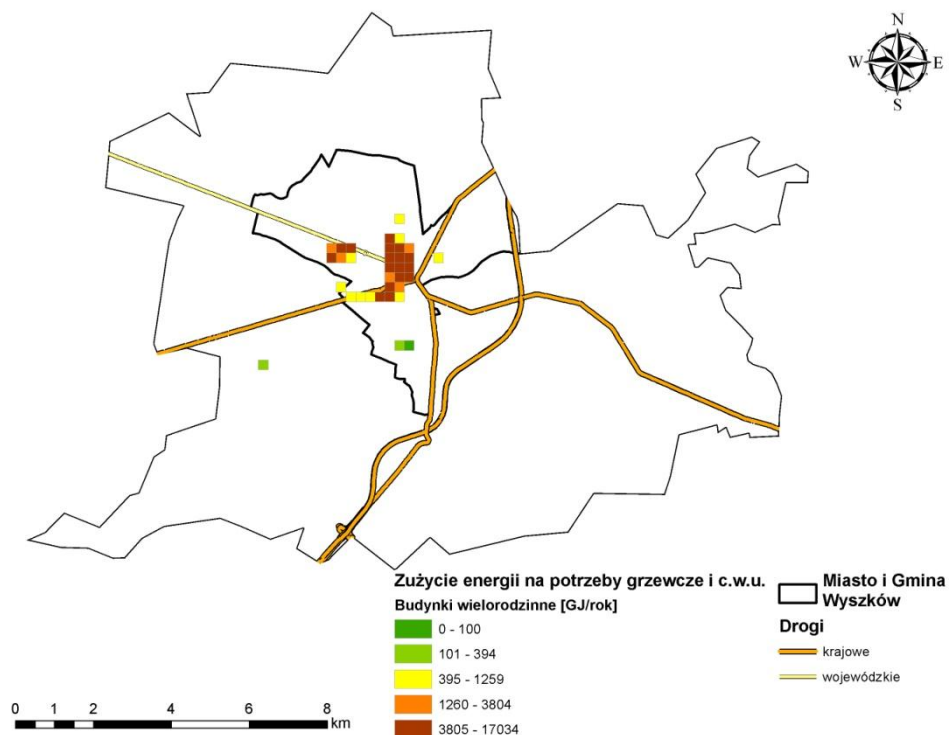 N
W E
S
Zużycie energii na potrzeby grzewcze i c.w.u.
Budynki wielorodzinne [GJ/rok]
0 - 100
101 - 394
395 - 1259
1260 - 3804
3805 - 17034
Miasto i Gmina
Wyszków
Drogi
krajowe
wojewódzkie
0 1 2 4 6 8
km